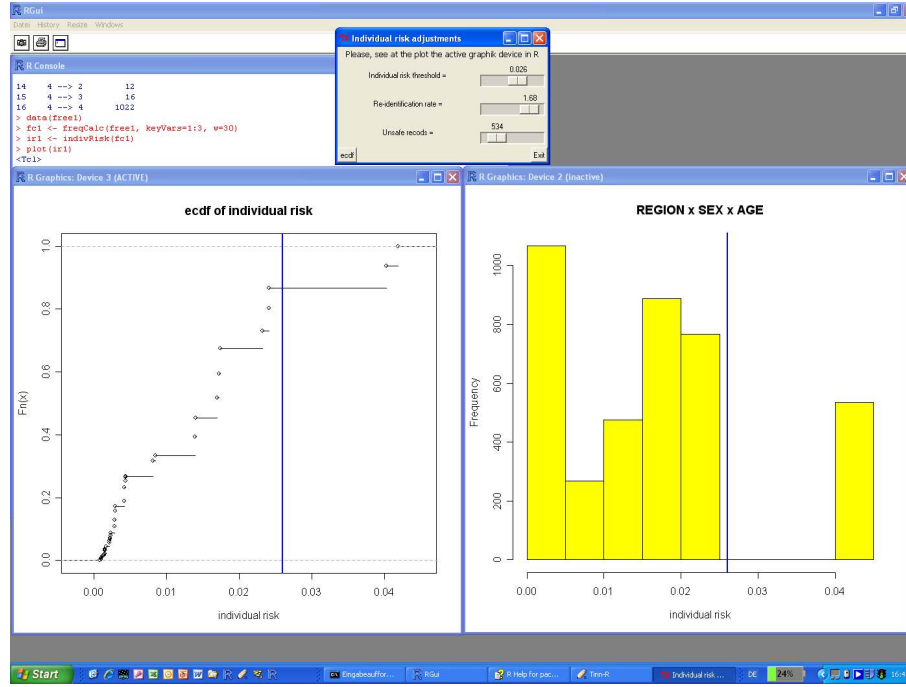 RGui
Datei History Resize Windows
Individual risk adjustments
Please, see at the plot the active graphik device in R
Individual risk threshold =
0.026
Re-identification rate =
1.68
Unsafe recods =
534
ecdf
Exit
R Console
14 4 --> 2 12
15 4 --> 3 16
16 4 --> 4 1022
> data(free1)
> fc1 <- freqCalc(free1, keyVars=1:3, w=30)
> ir1 <- indivRisk(fc1)
> plot(ir1)
<Tcl>
R Graphics: Device 3 (ACTIVE)
ecdf of individual risk
Fn(x)
1.0
0.8
0.6
0.4
0.2
0.0
0.00 0.01 0.02 0.03 0.04
individual risk
R Graphics: Device 2 (inactive)
REGION x SEX x AGE
Frequency
1000
800
600
400
200
0
0.00 0.01 0.02 0.03 0.04
individual risk
Start
Eingabeauffor...
RGui
R Help for pac...
Tinn-R
Individual risk ...
DE
24%